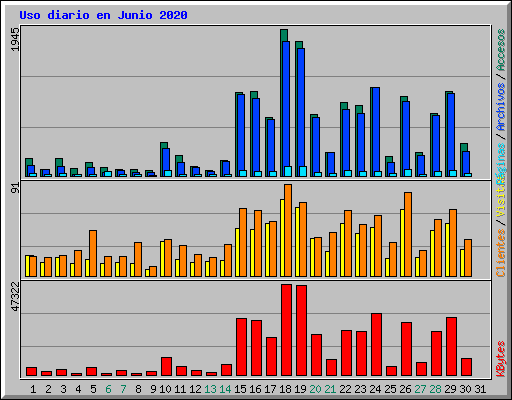 Uso diario en Junio 2020
1945
91
47322
Accesos / Archivos / Páginas / Visitas / Clientes
KBytes
1 2 3 4 5 6 7 8 9 10 11 12 13 14 15 16 17 18 19 20 21 22 23 24 25 26 27 28 29 30 31